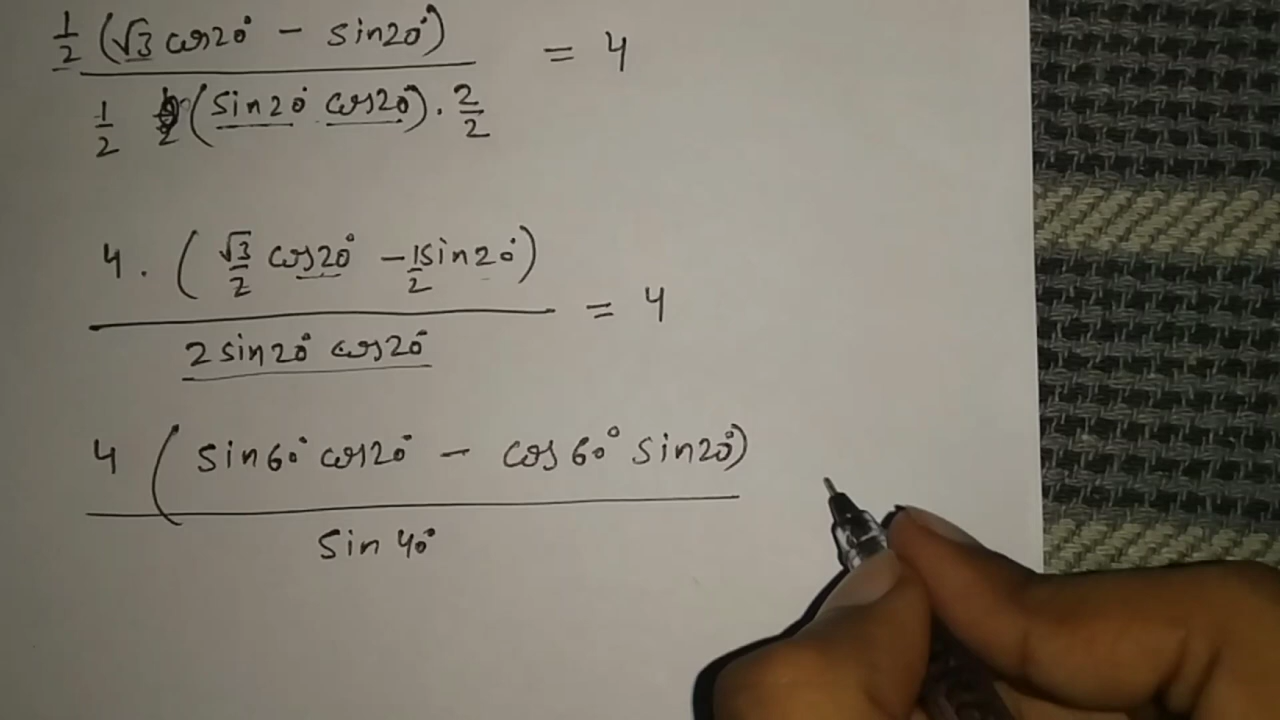 1/2 (√3 cos20° - sin20°) / 1/2 (sin20° cos20°) . 2/2 = 4
4 . (√3/2 cos20° - 1/2 sin20°) / 2 sin20° cos20° = 4
4 (sin60° cos20° - cos60° sin20°) / sin 40°